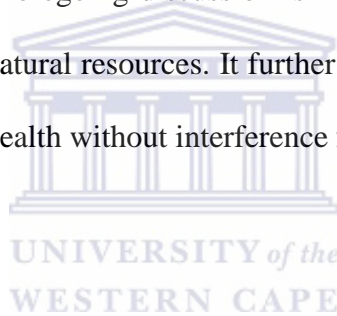 atural resources. It further
ealth without interference
UNIVERSITY of the
WESTERN CAPE